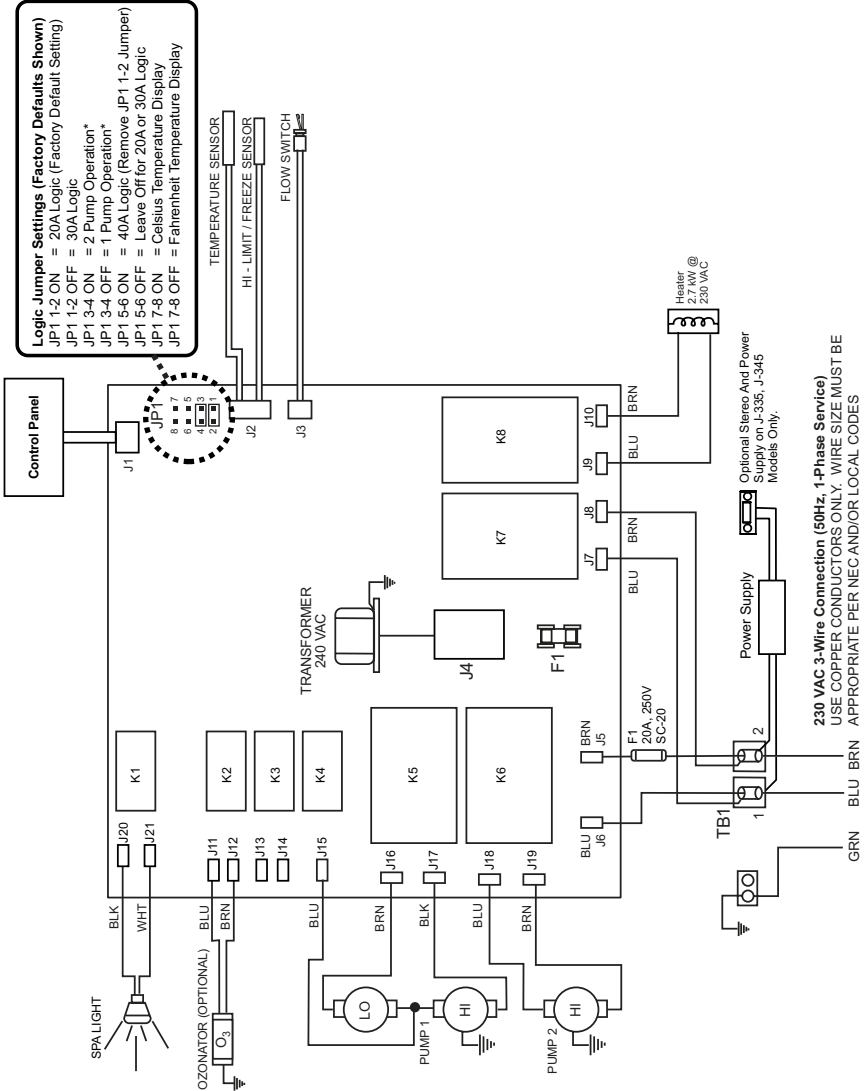 Logic Jumper Settings (Factory Defaults Shown)
JP1 1-2 ON = 20A Logic (Factory Default Setting)
JP1 1-2 OFF = 30A Logic
JP1 3-4 ON = 2 Pump Operation*
JP1 3-4 OFF = 1 Pump Operation*
JP1 5-6 ON = 40A Logic (Remove JP1 1-2 Jumper)
JP1 5-6 OFF = Leave Off for 20A or 30A Logic
JP1 7-8 ON = Celsius Temperature Display
JP1 7-8 OFF = Fahrenheit Temperature Display
Control Panel
J1
JP1
8 7
6 5
4 3
2 1
J2
J3
TEMPERATURE SENSOR
HI - LIMIT / FREEZE SENSOR
FLOW SWITCH
SPA LIGHT
BLK
WHT
J20
J21
K1
OZONATOR (OPTIONAL)
O3
BLU
BRN
J11
J12
J13
J14
K2
K3
K4
BLU
J15
TRANSFORMER
240 VAC
J4
F1
PUMP 1
LO
HI
BRN
BLK
J16
J17
K5
PUMP 2
HI
BLU
BRN
J18
J19
K6
K7
K8
BLU
J6
BRN
J5
F1
20A, 250V
SC-20
J7
J8
BLU
BRN
J9
J10
BLU
BRN
Heater
2.7 kW @
230 VAC
TB1
1
2
Power Supply
Optional Stereo And Power
Supply on J-335, J-345
Models Only.
GRN
BLU
BRN
230 VAC 3-Wire Connection (50Hz, 1-Phase Service)
USE COPPER CONDUCTORS ONLY. WIRE SIZE MUST BE
APPROPRIATE PER NEC AND/OR LOCAL CODES